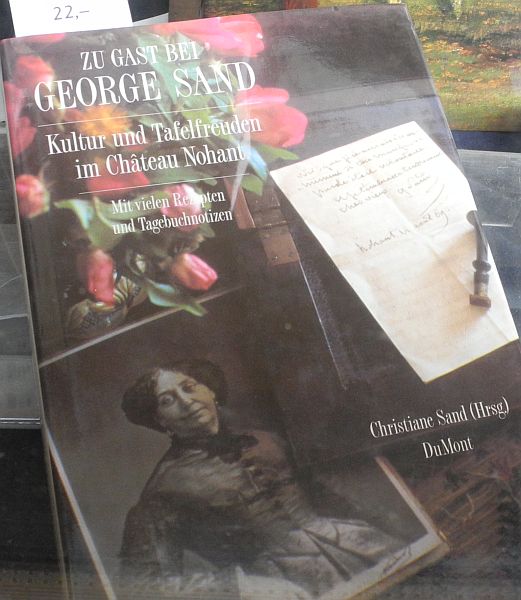 22,–
ZU GAST BEI
GEORGE SAND
Kultur und Tafelfreuden
im Château Nohant
Mit vielen Rezepten
und Tagebuchnotizen
Christiane Sand (Hrsg)
DuMont